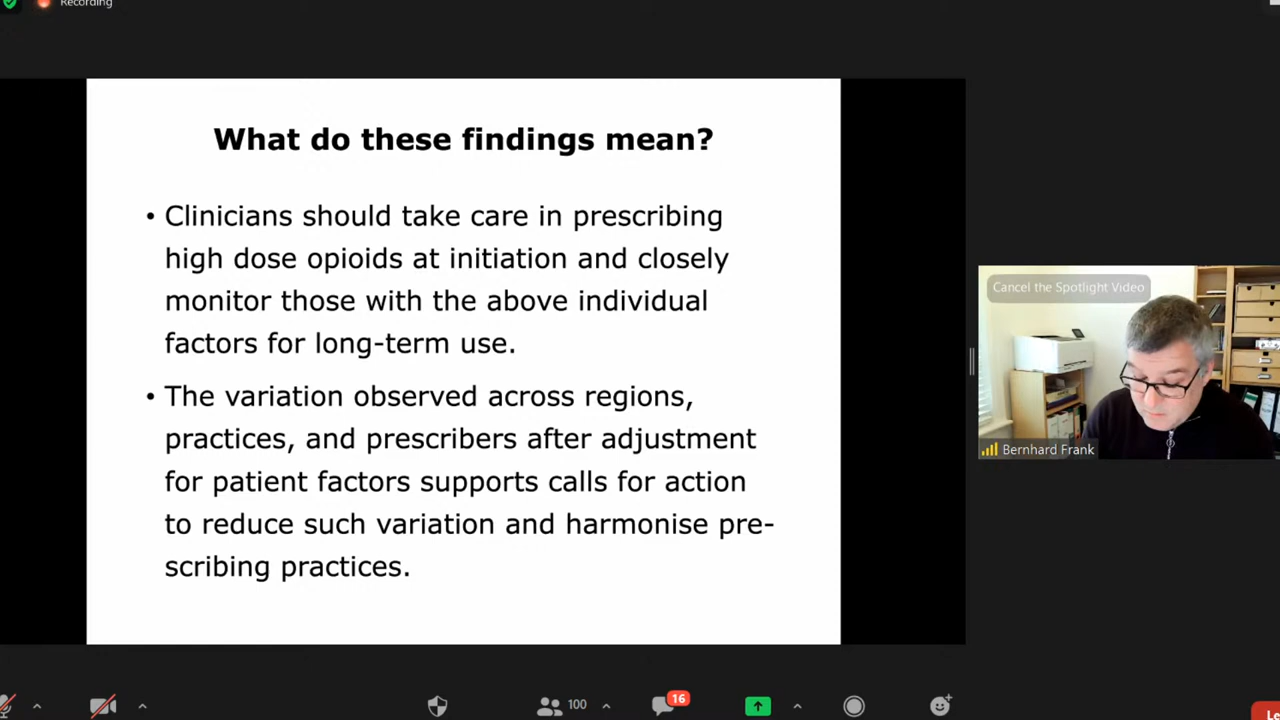 Recording
What do these findings mean?
• Clinicians should take care in prescribing
high dose opioids at initiation and closely
monitor those with the above individual
factors for long-term use.
• The variation observed across regions,
practices, and prescribers after adjustment
for patient factors supports calls for action
to reduce such variation and harmonise pre-
scribing practices.
Cancel the Spotlight Video
Bernhard Frank
100
16
Le